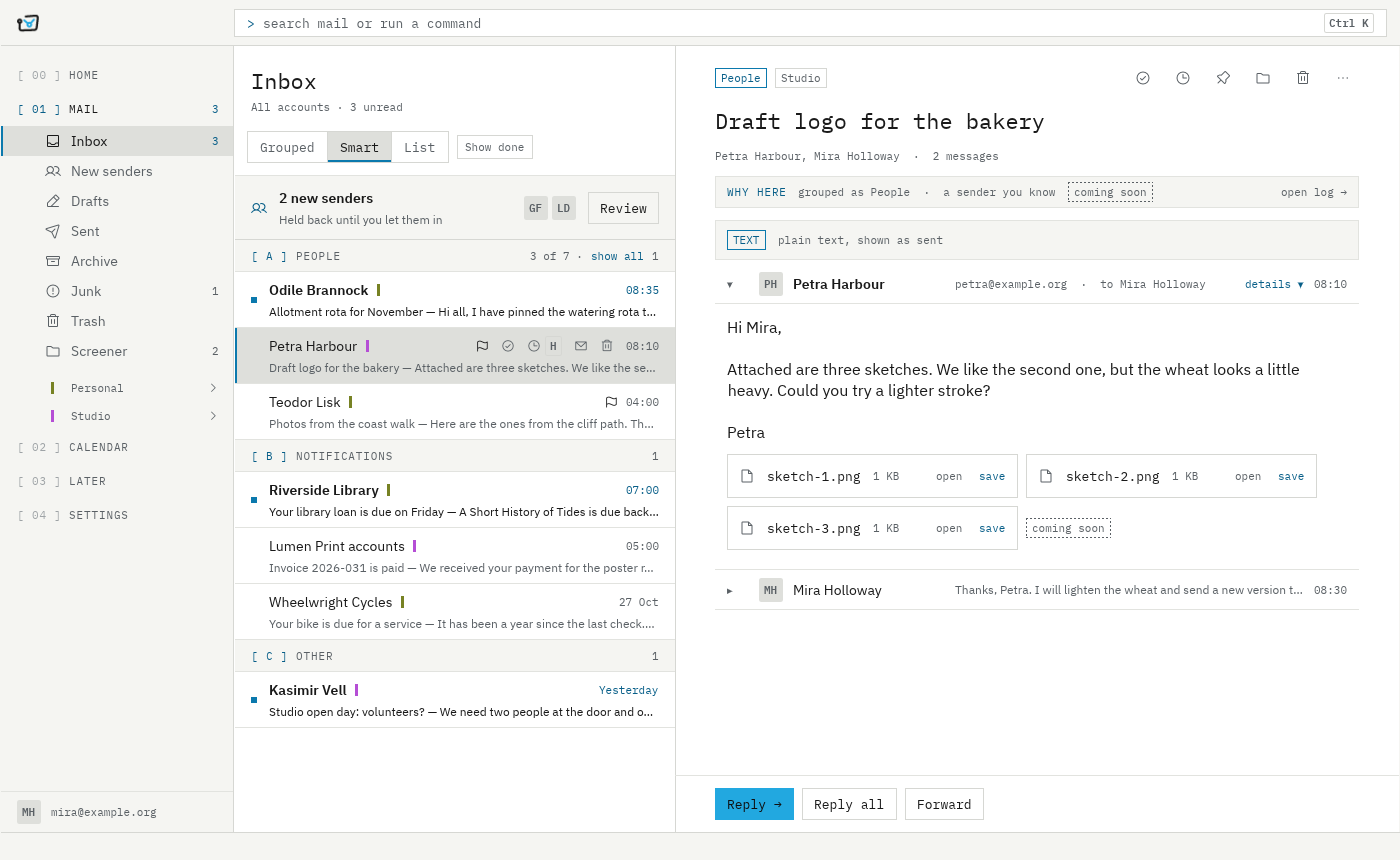 > search mail or run a command Ctrl K
[ 00 ] HOME
[ 01 ] MAIL 3
Inbox 3
New senders
Drafts
Sent
Archive
Junk 1
Trash
Screener 2
Personal
Studio
[ 02 ] CALENDAR
[ 03 ] LATER
[ 04 ] SETTINGS
MH mira@example.org
Inbox
All accounts · 3 unread
Grouped Smart List Show done
2 new senders
Held back until you let them in
GF LD Review
[ A ] PEOPLE 3 of 7 · show all 1
Odile Brannock 08:35
Allotment rota for November — Hi all, I have pinned the watering rota t…
Petra Harbour H 08:10
Draft logo for the bakery — Attached are three sketches. We like the se…
Teodor Lisk 04:00
Photos from the coast walk — Here are the ones from the cliff path. Th…
[ B ] NOTIFICATIONS 1
Riverside Library 07:00
Your library loan is due on Friday — A Short History of Tides is due back…
Lumen Print accounts 05:00
Invoice 2026-031 is paid — We received your payment for the poster r…
Wheelwright Cycles 27 Oct
Your bike is due for a service — It has been a year since the last check.…
[ C ] OTHER 1
Kasimir Vell Yesterday
Studio open day: volunteers? — We need two people at the door and o…
People Studio
Draft logo for the bakery
Petra Harbour, Mira Holloway · 2 messages
WHY HERE grouped as People · a sender you know coming soon open log →
TEXT plain text, shown as sent
▾ PH Petra Harbour petra@example.org · to Mira Holloway details ▾ 08:10
Hi Mira,
Attached are three sketches. We like the second one, but the wheat looks a little
heavy. Could you try a lighter stroke?
Petra
sketch-1.png 1 KB open save
sketch-2.png 1 KB open save
sketch-3.png 1 KB open save
coming soon
▸ MH Mira Holloway Thanks, Petra. I will lighten the wheat and send a new version t… 08:30
Reply → Reply all Forward